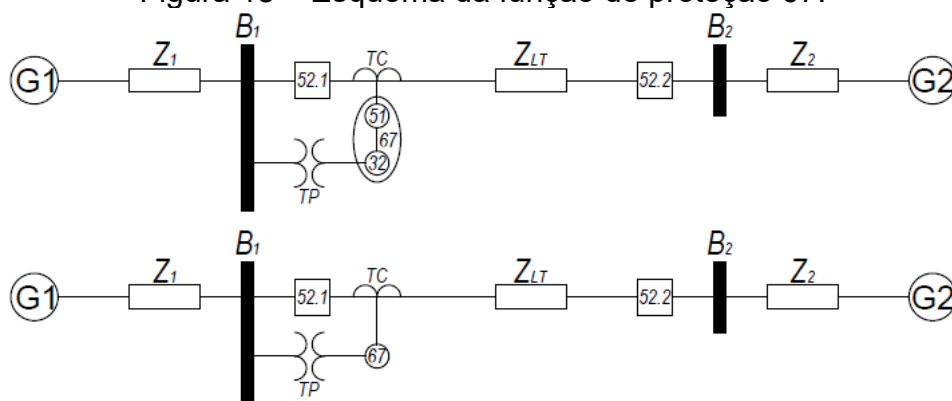 Figura 18 – Esquema da função de proteção 67.
B1 B2
Z1 TC ZLT Z2
G1 52.1 52.2 G2
51
67
32
TP
B1 B2
Z1 TC ZLT Z2
G1 52.1 52.2 G2
67
TP